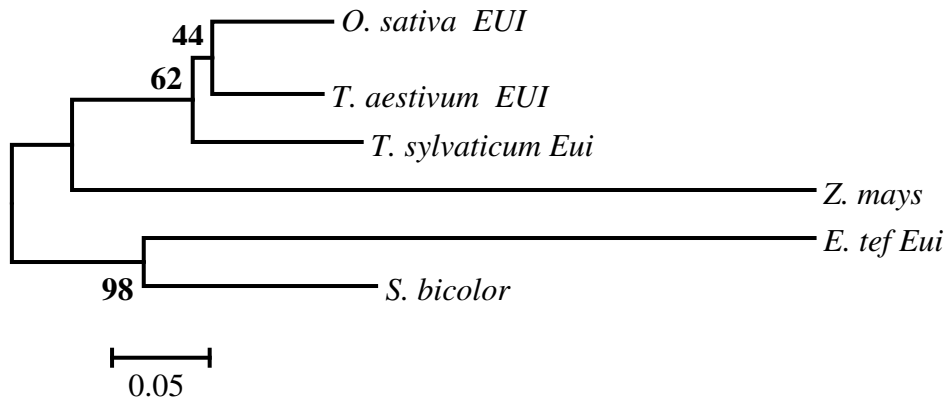 O. sativa EUI
44
62
T. aestivum EUI
T. sylvaticum Eui
Z. mays
E. tef Eui
98
S. bicolor
0.05